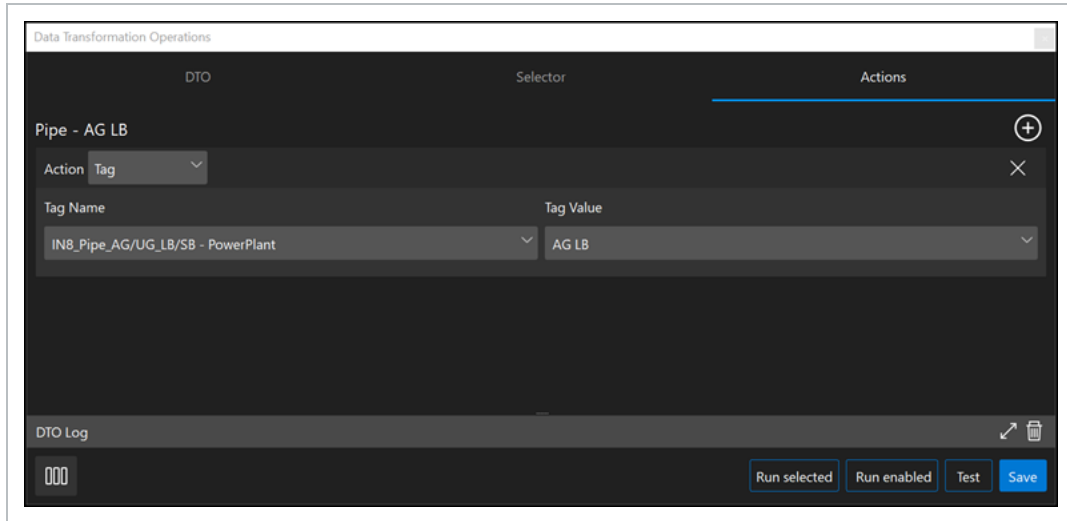 Data Transformation Operations
DTO Selector Actions
Pipe - AG LB
Action Tag
Tag Name Tag Value
IN8_Pipe_AG/UG_LB/SB - PowerPlant AG LB
DTO Log
Run selected Run enabled Test Save